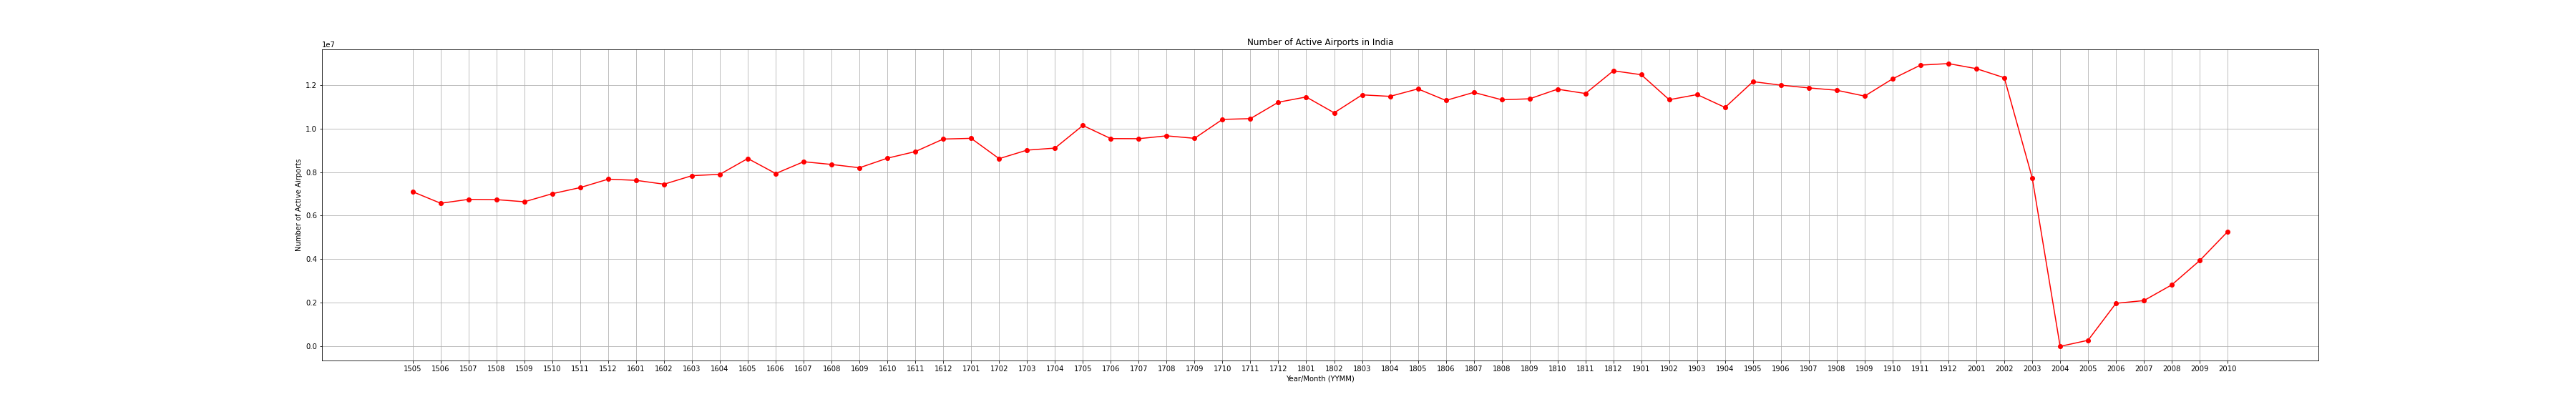 Number of Active Airports in India
1e7
1.2
1.0
0.8
0.6
0.4
0.2
0.0
Number of Active Airports
1505 1506 1507 1508 1509 1510 1511 1512 1601 1602 1603 1604 1605 1606 1607 1608 1609 1610 1611 1612 1701 1702 1703 1704 1705 1706 1707 1708 1709 1710 1711 1712 1801 1802 1803 1804 1805 1806 1807 1808 1809 1810 1811 1812 1901 1902 1903 1904 1905 1906 1907 1908 1909 1910 1911 1912 2001 2002 2003 2004 2005 2006 2007 2008 2009 2010
Year/Month (YYMM)